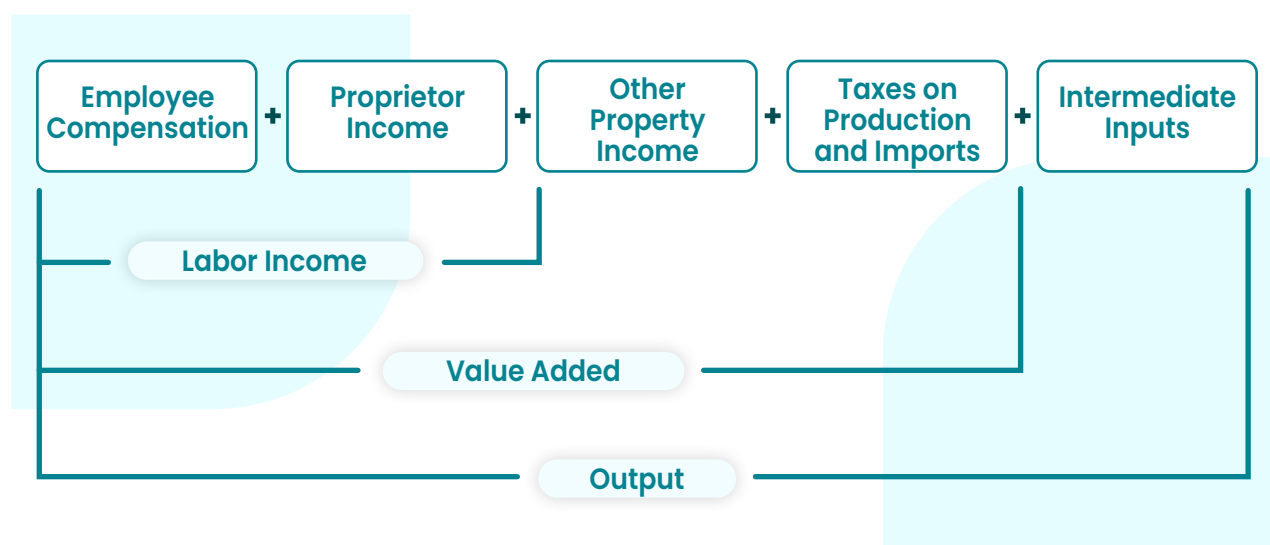 Employee
Compensation
+
Proprietor
Income
+
Other
Property
Income
+
Taxes on
Production
and Imports
+
Intermediate
Inputs
Labor Income
Value Added
Output